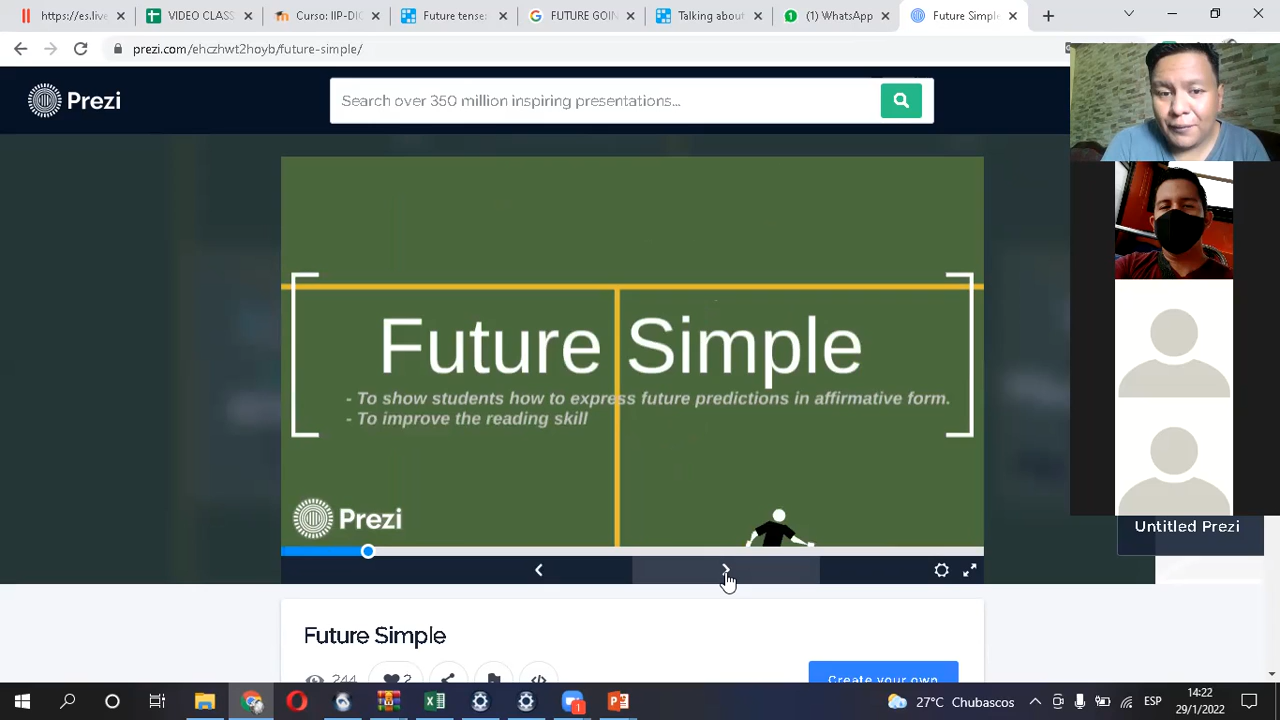 https://es.live
VIDEO CLASS
Curso: IIP-DIC
Future tense:
FUTURE GOIN
Talking about
(1) WhatsApp
Future Simple
prezi.com/ehczhwt2hoyb/future-simple/
Prezi
Search over 350 million inspiring presentations...
Future Simple
- To show students how to express future predictions in affirmative form.
- To improve the reading skill
Prezi
Untitled Prezi
Future Simple
244
2
Create your own
27°C Chubascos
ESP
14:22
29/1/2022
1